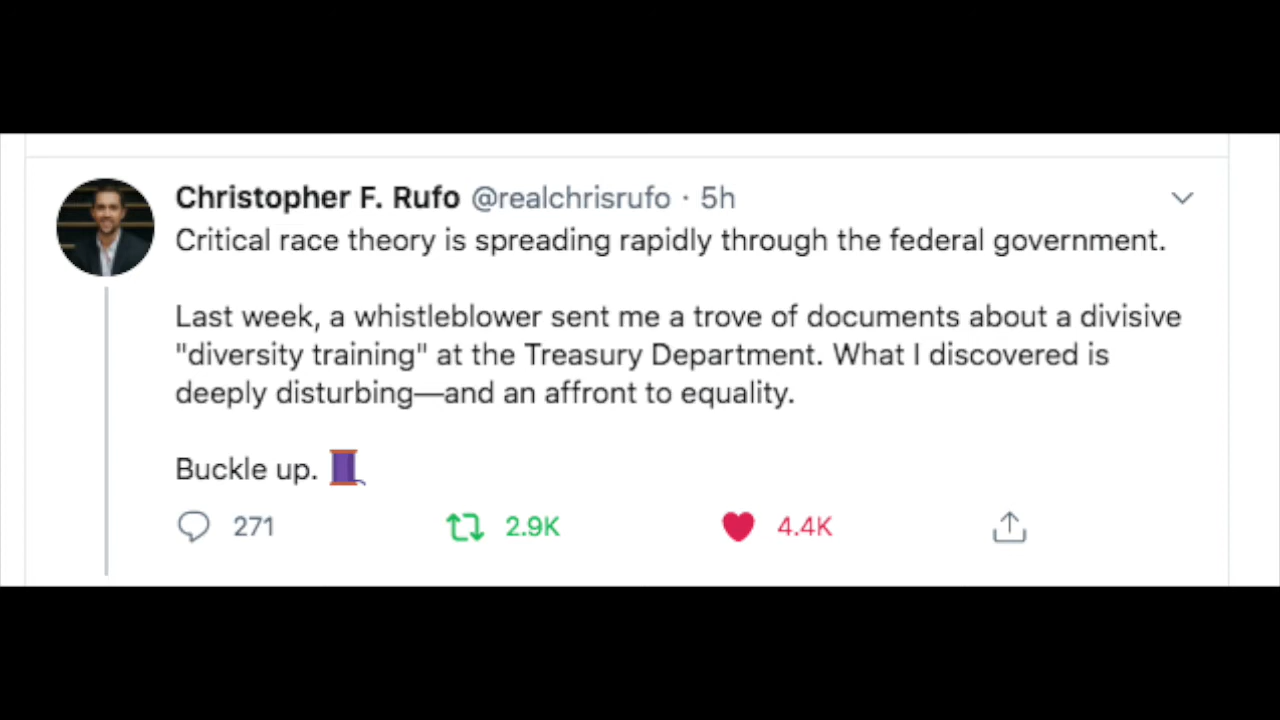 Christopher F. Rufo @realchrisrufo · 5h
Critical race theory is spreading rapidly through the federal government.
Last week, a whistleblower sent me a trove of documents about a divisive
"diversity training" at the Treasury Department. What I discovered is
deeply disturbing—and an affront to equality.
Buckle up. 🧵
271 2.9K 4.4K